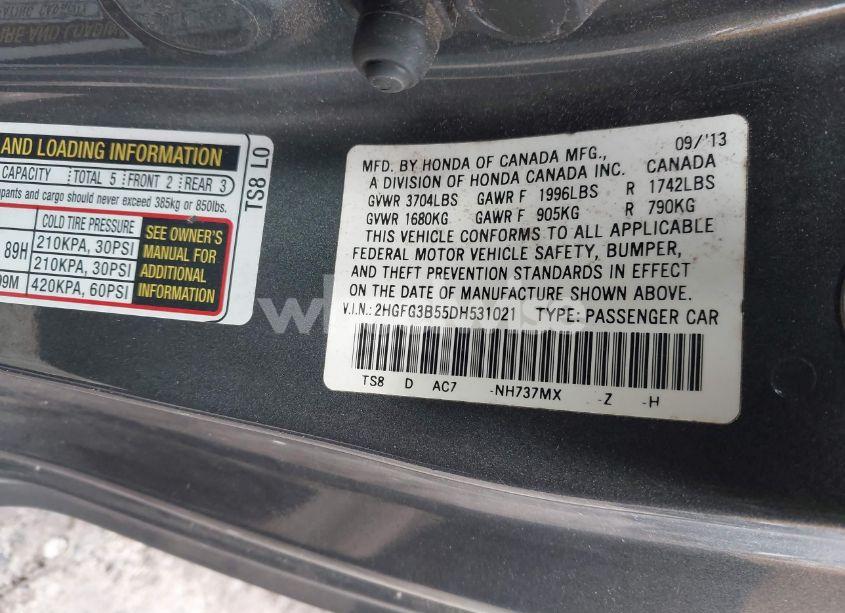 AND LOADING INFORMATION
CAPACITY TOTAL 5 FRONT 2 REAR 3
pants and cargo should never exceed 385kg or 850lbs.
COLD TIRE PRESSURE
89H 210KPA, 30PSI
210KPA, 30PSI
99M 420KPA, 60PSI
SEE OWNER'S
MANUAL FOR
ADDITIONAL
INFORMATION
TS8 L0
09/'13
MFD. BY HONDA OF CANADA MFG.,
A DIVISION OF HONDA CANADA INC. CANADA
GVWR 3704LBS GAWR F 1996LBS R 1742LBS
GVWR 1680KG GAWR F 905KG R 790KG
THIS VEHICLE CONFORMS TO ALL APPLICABLE
FEDERAL MOTOR VEHICLE SAFETY, BUMPER,
AND THEFT PREVENTION STANDARDS IN EFFECT
ON THE DATE OF MANUFACTURE SHOWN ABOVE.
V.I.N.: 2HGFG3B55DH531021 TYPE: PASSENGER CAR
TS8 D AC7 -NH737MX -Z -H